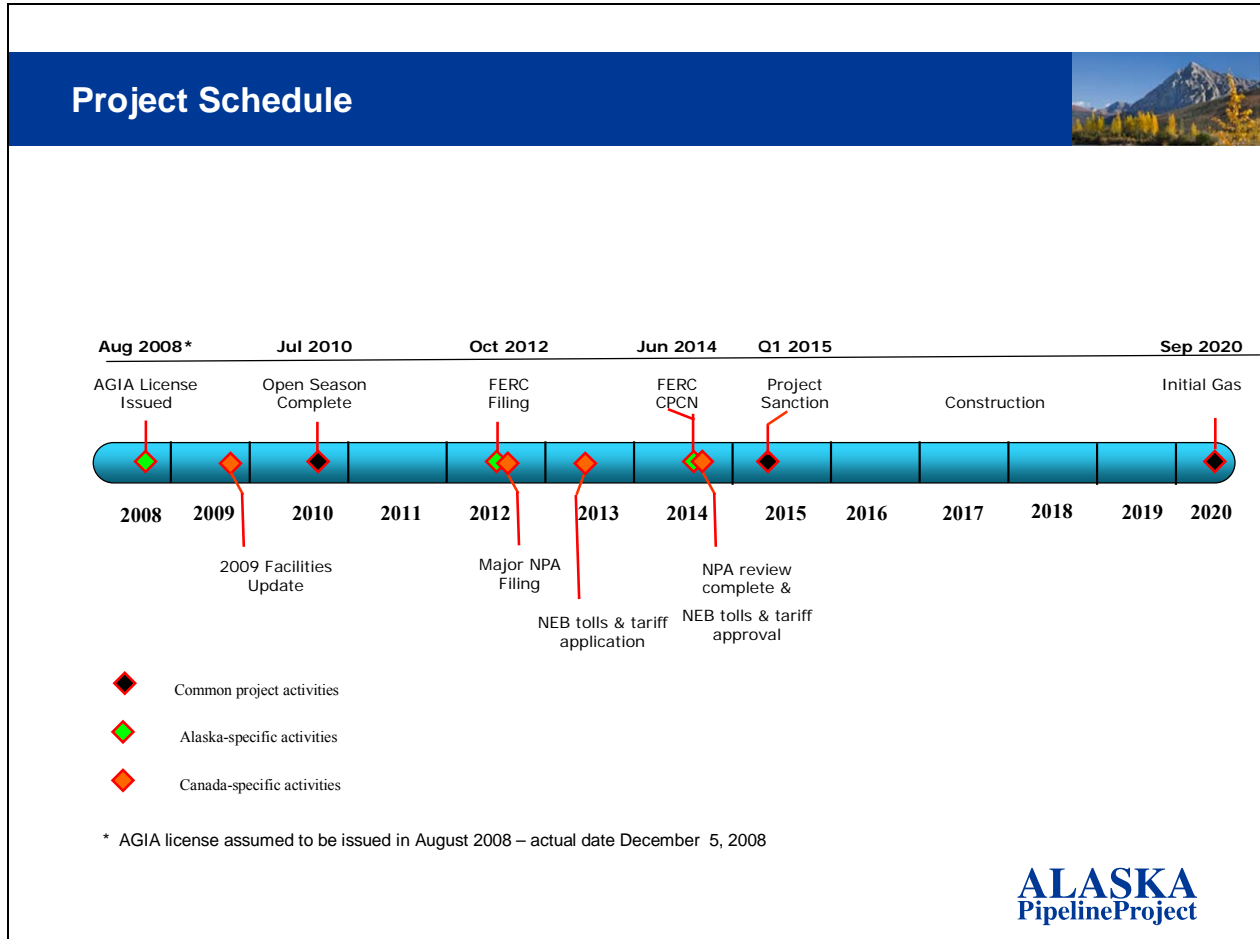 Project Schedule
Aug 2008* Jul 2010 Oct 2012 Jun 2014 Q1 2015 Sep 2020
AGIA License
Issued
Open Season
Complete
FERC
Filing
FERC
CPCN
Project
Sanction
Construction
Initial Gas
2008 2009 2010 2011 2012 2013 2014 2015 2016 2017 2018 2019 2020
2009 Facilities
Update
Major NPA
Filing
NEB tolls & tariff
application
NPA review
complete &
NEB tolls & tariff
approval
Common project activities
Alaska-specific activities
Canada-specific activities
* AGIA license assumed to be issued in August 2008 – actual date December 5, 2008
ALASKA
PipelineProject